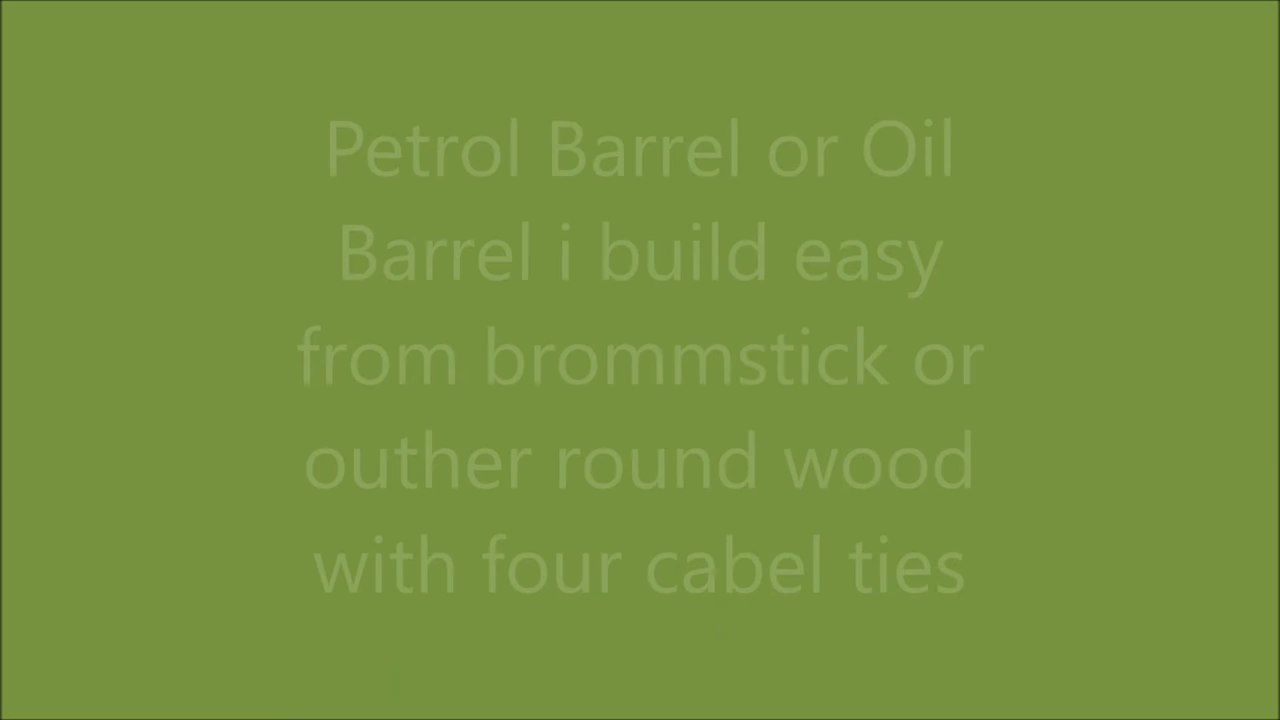 Petrol Barrel or Oil
Barrel i build easy
from brommstick or
outher round wood
with four cabel ties